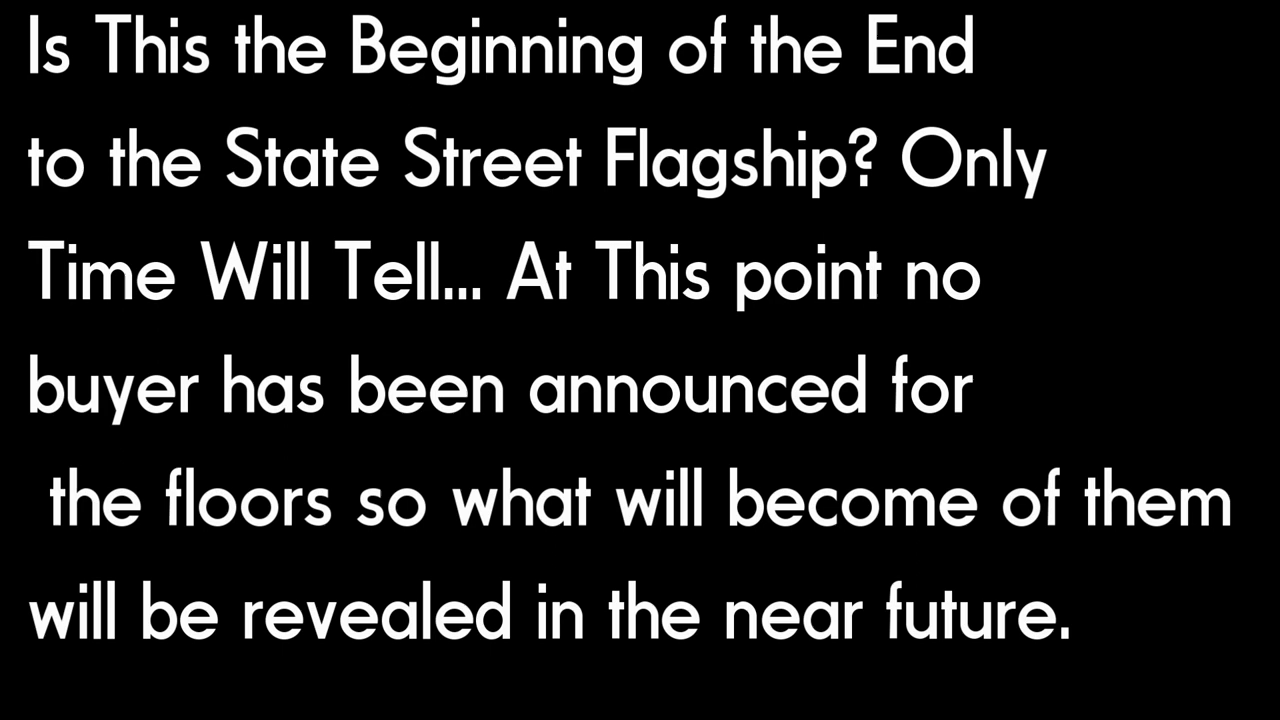 Is This the Beginning of the End
to the State Street Flagship? Only
Time Will Tell... At This point no
buyer has been announced for
the floors so what will become of them
will be revealed in the near future.